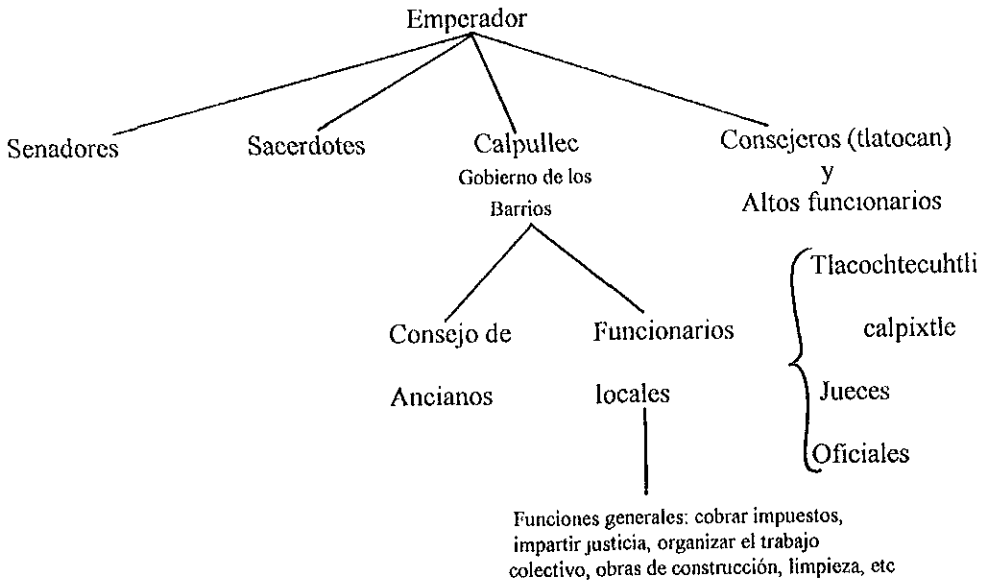 Emperador
Senadores
Sacerdotes
Calpullec
Gobierno de los
Barrios
Consejeros (tlatocan)
y
Altos funcionarios
Consejo de
Ancianos
Funcionarios
locales
Tlacochtecuhtli
calpixtle
Jueces
Oficiales
Funciones generales: cobrar impuestos,
impartir justicia, organizar el trabajo
colectivo, obras de construcción, limpieza, etc